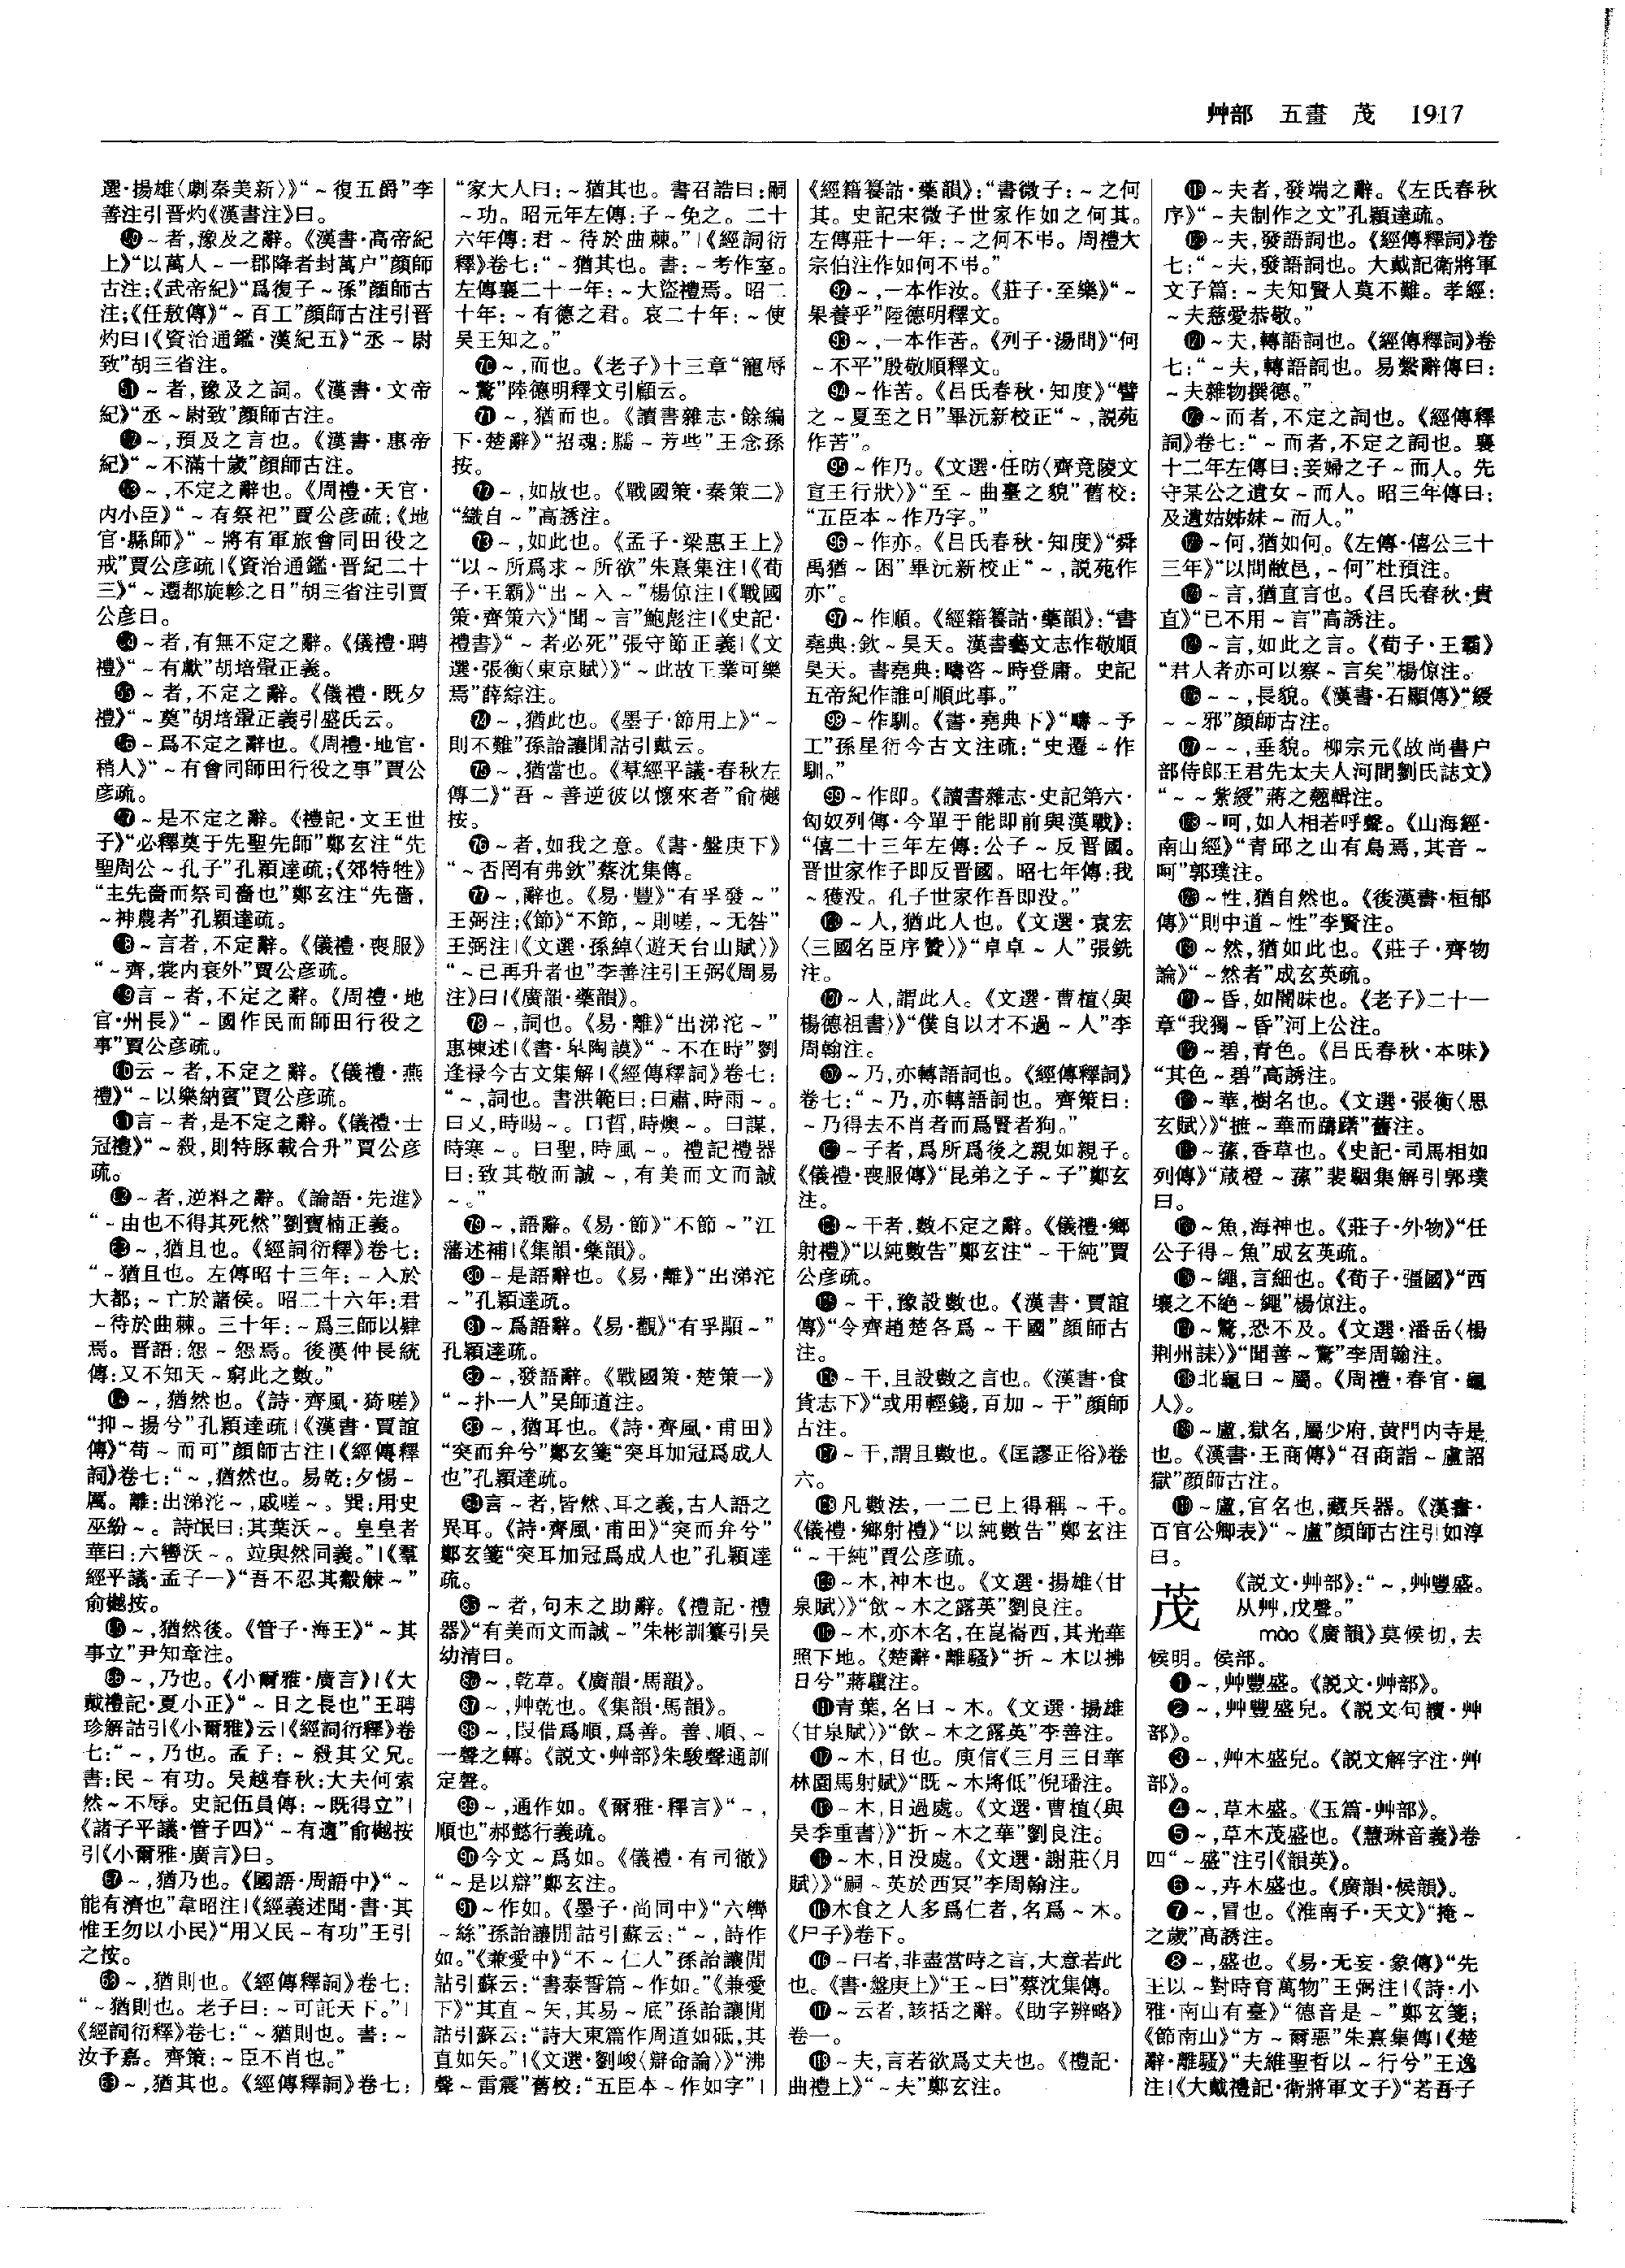 艸部　五畫　茂　1917
選·揚雄〈劇秦美新〉》“～復五爵”李
善注引晋灼《漢書注》曰。
㊿～者,豫及之辭。《漢書·高帝紀
上》“以萬人～一郡降者封萬户”顔師
古注;《武帝紀》“爲復子～孫”顔師古
注;《任敖傳》“～百工”顔師古注引晋
灼曰|《資治通鑑·漢紀五》“丞～尉
致”胡三省注。
51～者,豫及之詞。《漢書·文帝
紀》“丞～尉致”顔師古注。
52～,預及之言也。《漢書·惠帝
紀》“～不滿十歲”顔師古注。
53～,不定之辭也。《周禮·天官·
内小臣》“～有祭祀”賈公彦疏;《地
官·縣師》“～將有軍旅會同田役之
戒”賈公彦疏|《資治通鑑·晋紀二十
三》“～還都旋軫之日”胡三省注引賈
公彦曰。
54～者,有無不定之辭。《儀禮·聘
禮》“～有獻”胡培翬正義。
55～者,不定之辭。《儀禮·既夕
禮》“～奠”胡培翬正義引盛氏云。
56～爲不定之辭也。《周禮·地官·
稍人》“～有會同師田行役之事”賈公
彦疏。
57～是不定之辭。《禮記·文王世
子》“必釋奠于先聖先師”鄭玄注“先
聖周公～孔子”孔穎達疏;《郊特牲》
“主先嗇而祭司嗇也”鄭玄注“先嗇,
～神農者”孔穎達疏。
58～言者,不定辭。《儀禮·喪服》
“～齊,裳内衰外”賈公彦疏。
59言～者,不定之辭。《周禮·地
官·州長》“～國作民而師田行役之
事”賈公彦疏。
60云～者,不定之辭。《儀禮·燕
禮》“～以樂納賓”賈公彦疏。
61言～者,是不定之辭。《儀禮·士
冠禮》“～殺,則特豚載合升”賈公彦
疏。
62～者,逆料之辭。《論語·先進》
“～由也不得其死然”劉寶楠正義。
63～,猶且也。《經詞衍釋》卷七:
“～猶且也。左傳昭十三年:～入於
大都;～亡於諸侯。昭二十六年:君
～待於曲棘。三十年:～爲三師以肄
焉。晋語:怨～怨焉。後漢仲長統
傳:又不知天～窮此之數。”
64～,猶然也。《詩·齊風·猗嗟》
“抑～揚兮”孔穎達疏|《漢書·賈誼
傳》“苟～而可”顔師古注|《經傳釋
詞》卷七:“～,猶然也。易乾:夕惕～
厲。離:出涕沱～,戚嗟～。巽:用史
巫紛～。詩氓曰:其葉沃～。皇皇者
華曰:六轡沃～。竝與然同義。”|《羣
經平議·孟子一》“吾不忍其觳觫～”
俞樾按。
65～,猶然後。《管子·海王》“～其
事立”尹知章注。
66～,乃也。《小爾雅·廣言》|《大
戴禮記·夏小正》“～日之長也”王聘
珍解詁引《小爾雅》云|《經詞衍釋》卷
七:“～,乃也。孟子:～殺其父兄。
書:民～有功。吳越春秋:大夫何索
然～不辱。史記伍員傳:～既得立”|
《諸子平議·管子四》“～有適”俞樾按
引《小爾雅·廣言》曰。
67～,猶乃也。《國語·周語中》“～
能有濟也”韋昭注|《經義述聞·書·其
惟王勿以小民》“用乂民～有功”王引
之按。
68～,猶則也。《經傳釋詞》卷七:
“～猶則也。老子曰:～可託天下。”|
《經詞衍釋》卷七:“～猶則也。書:～
汝予嘉。齊策:～臣不肖也。”
69～,猶其也。《經傳釋詞》卷七:
“家大人曰:～猶其也。書召誥曰:嗣
～功。昭元年左傳:子～免之。二十
六年傳:君～待於曲棘。”|《經詞衍
釋》卷七:“～猶其也。書:～考作室。
左傳襄二十一年:～大盜禮焉。昭二
十年:～有德之君。哀二十年:～使
吴王知之。”
70～,而也。《老子》十三章“寵辱
～驚”陸德明釋文引顧云。
71～,猶而也。《讀書雜志·餘編
下·楚辭》“招魂:臑～芳些”王念孫
按。
72～,如故也。《戰國策·秦策二》
“織自～”高誘注。
73～,如此也。《孟子·梁惠王上》
“以～所爲求～所欲”朱熹集注|《荀
子·王霸》“出～入～”楊倞注|《戰國
策·齊策六》“聞～言”鮑彪注|《史記·
禮書》“～者必死”張守節正義|《文
選·張衡〈東京賦〉》“～此故王業可樂
焉”薛綜注。
74～,猶此也。《墨子·節用上》“～
則不難”孫詒讓閒詁引戴云。
75～,猶當也。《羣經平議·春秋左
傳二》“吾～善逆彼以懷來者”俞樾
按。
76～者,如我之意。《書·盤庚下》
“～否罔有弗欽”蔡沈集傳。
77～,辭也。《易·豐》“有孚發～”
王弼注;《節》“不節,～則嗟,～无咎”
王弼注|《文選·孫綽〈遊天台山賦〉》
“～已再升者也”李善注引王弼《周易
注》曰|《廣韻·藥韻》。
78～,詞也。《易·離》“出涕沱～”
惠棟述|《書·臯陶謨》“～不在時”劉
逢禄今古文集解|《經傳釋詞》卷七:
“～,詞也。書洪範曰:曰肅,時雨～。
曰乂,時暘～。曰晢,時燠～。曰謀,
時寒～。曰聖,時風～。禮記禮器
曰:致其敬而誠～,有美而文而誠
～。”
79～,語辭。《易·節》“不節～”江
藩述補|《集韻·藥韻》。
80～是語辭也。《易·離》“出涕沱
～”孔穎達疏。
81～爲語辭。《易·觀》“有孚顒～”
孔穎達疏。
82～,發語辭。《戰國策·楚策一》
“～扑一人”吴師道注。
83～,猶耳也。《詩·齊風·甫田》
“突而弁兮”鄭玄箋“突耳加冠爲成人
也”孔穎達疏。
84言～者,皆然、耳之義,古人語之
異耳。《詩·齊風·甫田》“突而弁兮”
鄭玄箋“突耳加冠爲成人也”孔穎達
疏。
85～者,句末之助辭。《禮記·禮
器》“有美而文而誠～”朱彬訓纂引吴
幼清曰。
86～,乾草。《廣韻·馬韻》。
87～,艸乾也。《集韻·馬韻》。
88～,叚借爲順,爲善。善、順、～
一聲之轉。《説文·艸部》朱駿聲通訓
定聲。
89～,通作如。《爾雅·釋言》“～,
順也”郝懿行義疏。
90今文～爲如。《儀禮·有司徹》
“～是以辯”鄭玄注。
91～作如。《墨子·尚同中》“六轡
～絲”孫詒讓閒詁引蘇云:“～,詩作
如。”《兼愛中》“不～仁人”孫詒讓閒
詁引蘇云:“書泰誓篇～作如。”《兼愛
下》“其直～矢,其易～底”孫詒讓閒
詁引蘇云:“詩大東篇作周道如砥,其
直如矢。”|《文選·劉峻〈辯命論〉》“沸
聲～雷震”舊校:“五臣本～作如字”|
《經籍籑詁·藥韻》:“書微子:～之何
其。史記宋微子世家作如之何其。
左傳莊十一年:～之何不弔。周禮大
宗伯注作如何不弔。”
92～,一本作汝。《莊子·至樂》“～
果養乎”陸德明釋文。
93～,一本作苦。《列子·湯問》“何
～不平”殷敬順釋文。
94～作苦。《吕氏春秋·知度》“譬
之～夏至之日”畢沅新校正“～,説苑
作苦”。
95～作乃。《文選·任昉〈齊竟陵文
宣王行狀〉》“至～曲臺之貌”舊校:
“五臣本～作乃字。”
96～作亦。《吕氏春秋·知度》“舜
禹猶～困”畢沅新校正“～,説苑作
亦”。
97～作順。《經籍籑詁·藥韻》:“書
堯典:欽～昊天。漢書藝文志作敬順
昊天。書堯典:疇咨～時登庸。史記
五帝紀作誰可順此事。”
98～作馴。《書·堯典下》“疇～予
工”孫星衍今古文注疏:“史遷～作
馴。”
99～作即。《讀書雜志·史記第六·
匈奴列傳·今單于能即前與漢戰》:
“僖二十三年左傳:公子～反晋國。
晋世家作子即反晋國。昭七年傳:我
～獲没。孔子世家作吾即没。”
100～人,猶此人也。《文選·袁宏
〈三國名臣序贊〉》“卓卓～人”張銑
注。
101～人,謂此人。《文選·曹植〈與
楊德祖書〉》“僕自以才不過～人”李
周翰注。
102～乃,亦轉語詞也。《經傳釋詞》
卷七:“～乃,亦轉語詞也。齊策曰:
～乃得去不肖者而爲賢者狗。”
103～子者,爲所爲後之親如親子。
《儀禮·喪服傳》“昆弟之子～子”鄭玄
注。
104～干者,數不定之辭。《儀禮·鄉
射禮》“以純數告”鄭玄注“～干純”賈
公彦疏。
105～干,豫設數也。《漢書·賈誼
傳》“令齊趙楚各爲～干國”顔師古
注。
106～干,且設數之言也。《漢書·食
貨志下》“或用輕錢,百加～干”顔師
古注。
107～干,謂且數也。《匡謬正俗》卷
六。
108凡數法,一二已上得稱～干。
《儀禮·鄉射禮》“以純數告”鄭玄注
“～干純”賈公彦疏。
109～木,神木也。《文選·揚雄〈甘
泉賦〉》“飲～木之露英”劉良注。
110～木,亦木名,在崑崙西,其光華
照下地。《楚辭·離騷》“折～木以拂
日兮”蔣驥注。
111青葉,名曰～木。《文選·揚雄
〈甘泉賦〉》“飲～木之露英”李善注。
112～木,日也。庾信《三月三日華
林園馬射賦》“既～木將低”倪璠注。
113～木,日過處。《文選·曹植〈與
吴季重書〉》“折～木之華”劉良注。
114～木,日没處。《文選·謝莊〈月
賦〉》“嗣～英於西冥”李周翰注。
115木食之人多爲仁者,名爲～木。
《尸子》卷下。
116～曰者,非盡當時之言,大意若此
也。《書·盤庚上》“王～曰”蔡沈集傳。
117～云者,該括之辭。《助字辨略》
卷一。
118～夫,言若欲爲丈夫也。《禮記·
曲禮上》“～夫”鄭玄注。
119～夫者,發端之辭。《左氏春秋
序》“～夫制作之文”孔穎達疏。
120～夫,發語詞也。《經傳釋詞》卷
七:“～夫,發語詞也。大戴記衛將軍
文子篇:～夫知賢人莫不難。孝經:
～夫慈愛恭敬。”
121～夫,轉語詞也。《經傳釋詞》卷
七:“～夫,轉語詞也。易繫辭傳曰:
～夫雜物撰德。”
122～而者,不定之詞也。《經傳釋
詞》卷七:“～而者,不定之詞也。襄
十二年左傳曰:妾婦之子～而人。先
守某公之遺女～而人。昭三年傳曰:
及遺姑姊妹～而人。”
123～何,猶如何。《左傳·僖公三十
三年》“以閒敝邑,～何”杜預注。
124～言,猶直言也。《吕氏春秋·貴
直》“已不用～言”高誘注。
125～言,如此之言。《荀子·王霸》
“君人者亦可以察～言矣”楊倞注。
126～～,長貌。《漢書·石顯傳》“綬
～～邪”顔師古注。
127～～,垂貌。柳宗元《故尚書户
部侍郎王君先太夫人河間劉氏誌文》
“～～紫綬”蔣之翹輯注。
128～呵,如人相若呼聲。《山海經·
南山經》“青邱之山有鳥焉,其音～
呵”郭璞注。
129～性,猶自然也。《後漢書·桓郁
傳》“則中道～性”李賢注。
130～然,猶如此也。《莊子·齊物
論》“～然者”成玄英疏。
131～昏,如闇昧也。《老子》二十一
章“我獨～昏”河上公注。
132～碧,青色。《吕氏春秋·本味》
“其色～碧”高誘注。
133～華,樹名也。《文選·張衡〈思
玄賦〉》“摭～華而躊躇”舊注。
134～蓀,香草也。《史記·司馬相如
列傳》“葴橙～蓀”裴駰集解引郭璞
曰。
135～魚,海神也。《莊子·外物》“任
公子得～魚”成玄英疏。
136～繩,言細也。《荀子·彊國》“西
壤之不絶～繩”楊倞注。
137～驚,恐不及。《文選·潘岳〈楊
荆州誄〉》“聞善～驚”李周翰注。
138北龜曰～屬。《周禮·春官·龜
人》。
139～盧,獄名,屬少府,黄門内寺是
也。《漢書·王商傳》“召商詣～盧詔
獄”顔師古注。
140～盧,官名也,藏兵器。《漢書·
百官公卿表》“～盧”顔師古注引如淳
曰。
茂
《説文·艸部》:“～,艸豐盛。
从艸,戊聲。”
mào《廣韻》莫候切,去
候明。侯部。
❶～,艸豐盛。《説文·艸部》。
❷～,艸豐盛皃。《説文句讀·艸
部》。
❸～,艸木盛皃。《説文解字注·艸
部》。
❹～,草木盛。《玉篇·艸部》。
❺～,草木茂盛也。《慧琳音義》卷
四“～盛”注引《韻英》。
❻～,卉木盛也。《廣韻·候韻》。
❼～,冒也。《淮南子·天文》“掩～
之歲”高誘注。
❽～,盛也。《易·无妄·象傳》“先
王以～對時育萬物”王弼注|《詩·小
雅·南山有臺》“德音是～”鄭玄箋;
《節南山》“方～爾惡”朱熹集傳|《楚
辭·離騷》“夫維聖哲以～行兮”王逸
注|《大戴禮記·衛將軍文子》“若吾子